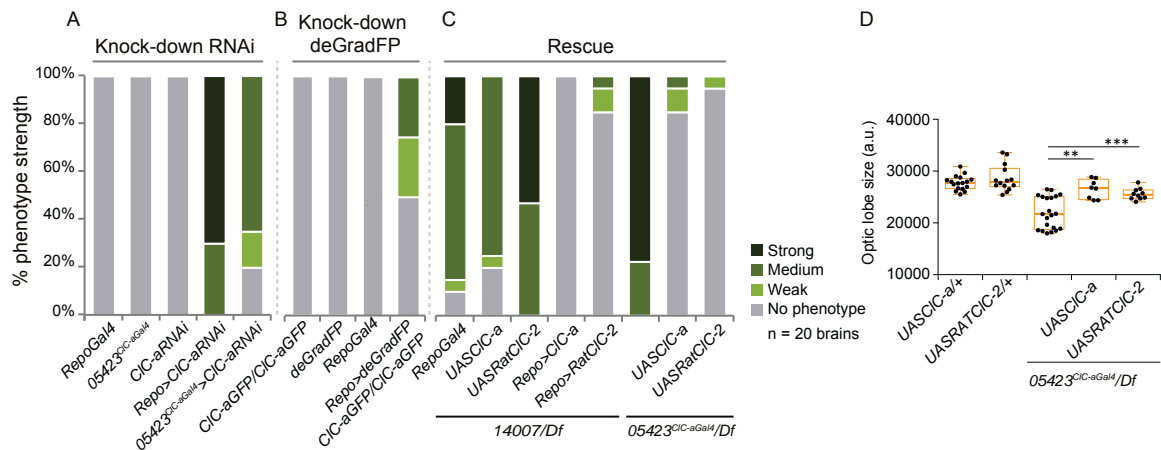 A
Knock-down RNAi
B
Knock-down
deGradFP
C
Rescue
D
% phenotype strength
100%
80%
60%
40%
20%
0%
RepoGal4
05423ClC-aGal4
ClC-aRNAi
Repo>ClC-aRNAi
05423ClC-aGal4>ClC-aRNAi
ClC-aGFP/ClC-aGFP
deGradFP
RepoGal4
Repo>deGradFP
ClC-aGFP/ClC-aGFP
RepoGal4
UASClC-a
UASRatClC-2
Repo>ClC-a
Repo>RatClC-2
UASClC-a
UASRatClC-2
14007/Df
05423ClC-aGal4/Df
Strong
Medium
Weak
No phenotype
n = 20 brains
Optic lobe size (a.u.)
40000
30000
20000
10000
**
***
UASClC-a/+
UASRATClC-2/+
UASClC-a
UASRATClC-2
05423ClC-aGal4/Df